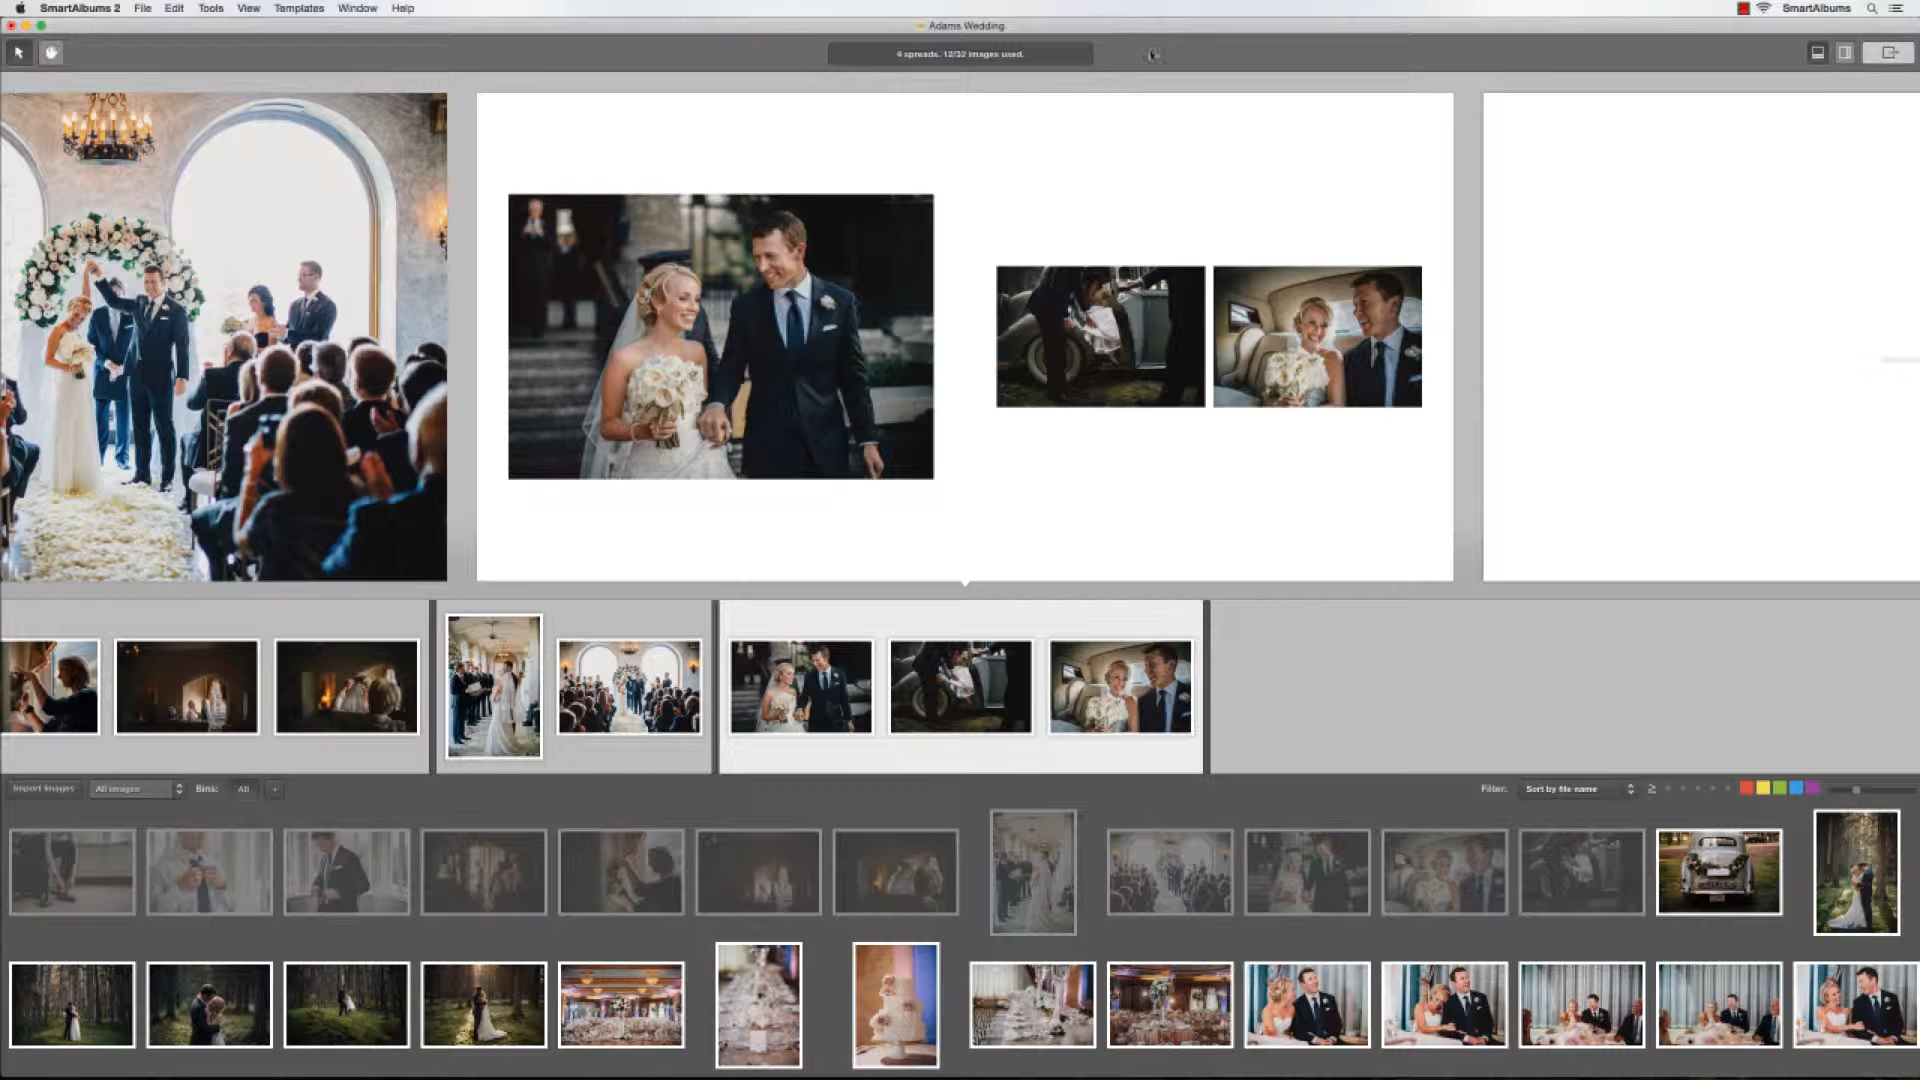 SmartAlbums 2 File Edit Tools View Templates Window Help SmartAlbums
Adams Wedding
4 spreads. 12/32 images used.
Import Images All images Bins: All + Filter: Sort by file name ≥